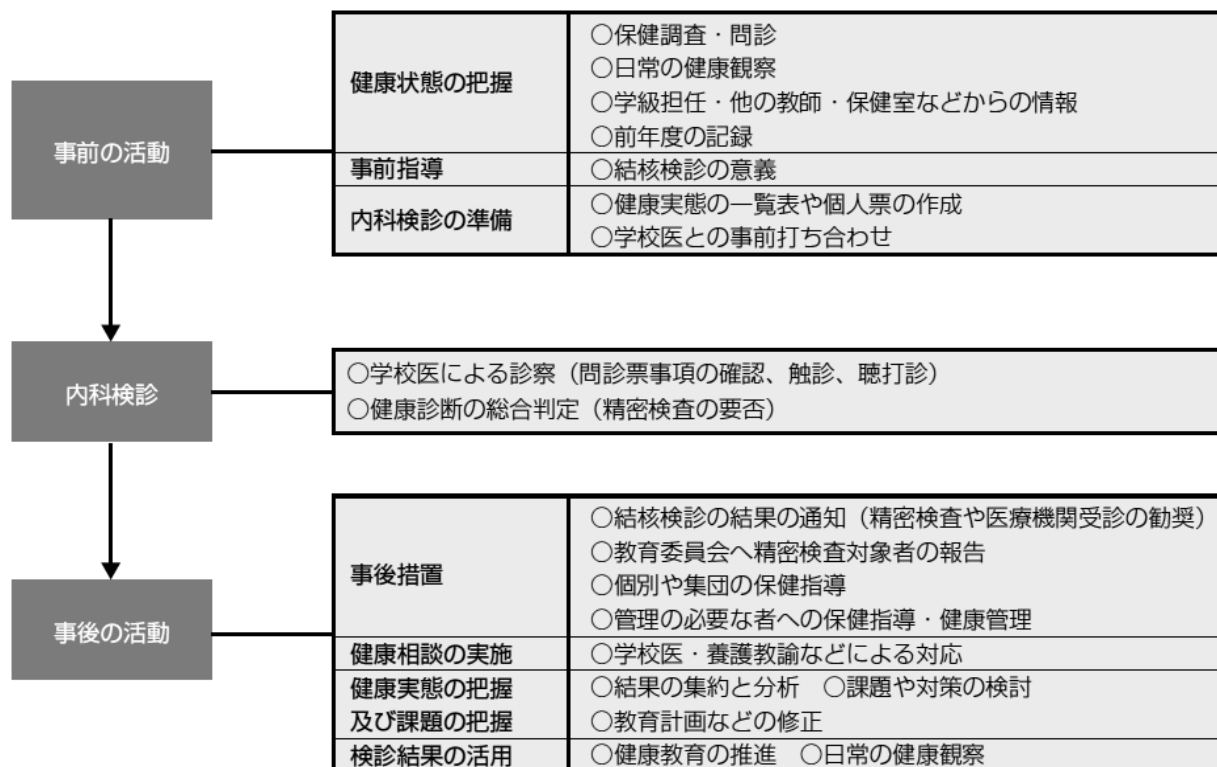 事前の活動
健康状態の把握
○保健調査・問診
○日常の健康観察
○学級担任・他の教師・保健室などからの情報
○前年度の記録
事前指導
○結核検診の意義
内科検診の準備
○健康実態の一覧表や個人票の作成
○学校医との事前打ち合わせ
内科検診
○学校医による診察（問診票事項の確認、触診、聴打診）
○健康診断の総合判定（精密検査の要否）
事後の活動
事後措置
○結核検診の結果の通知（精密検査や医療機関受診の勧奨）
○教育委員会へ精密検査対象者の報告
○個別や集団の保健指導
○管理の必要な者への保健指導・健康管理
健康相談の実施
○学校医・養護教諭などによる対応
健康実態の把握
及び課題の把握
○結果の集約と分析　○課題や対策の検討
○教育計画などの修正
検診結果の活用
○健康教育の推進　○日常の健康観察